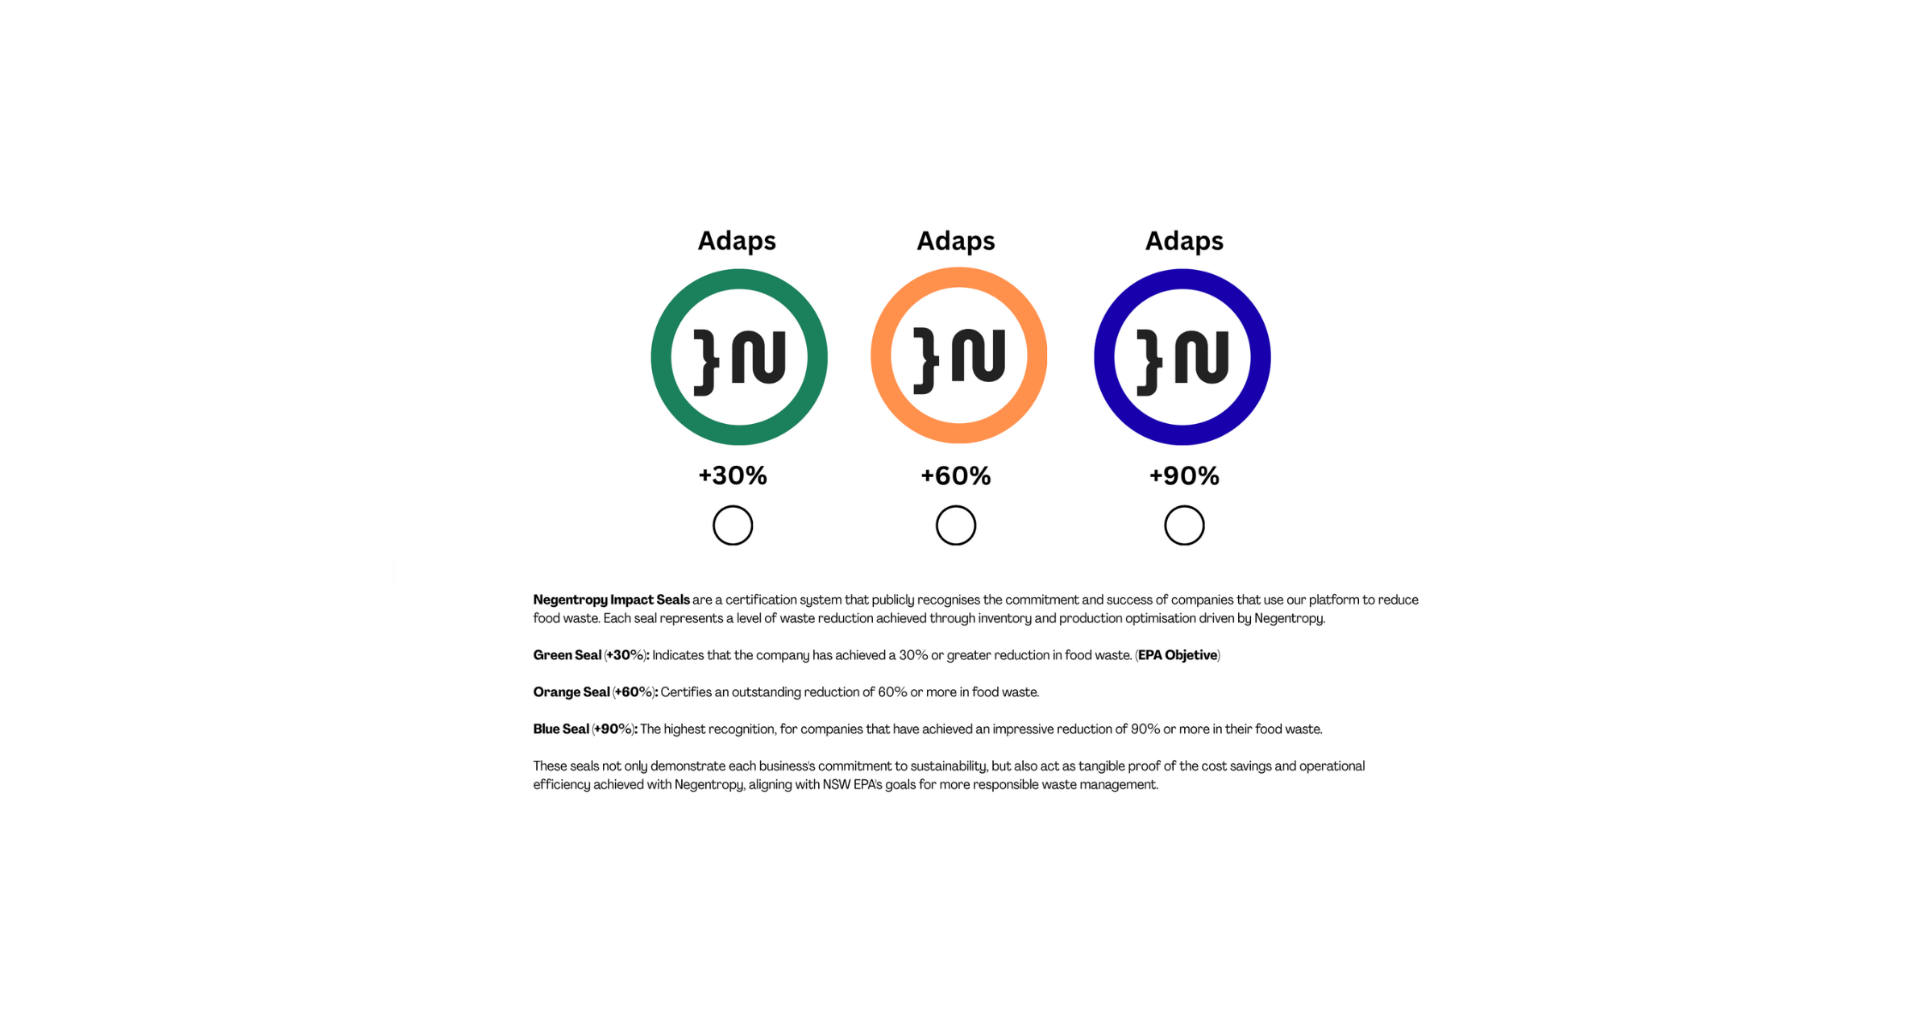 Adaps Adaps Adaps
}N }N }N
+30% +60% +90%
Negentropy Impact Seals are a certification system that publicly recognises the commitment and success of companies that use our platform to reduce
food waste. Each seal represents a level of waste reduction achieved through inventory and production optimisation driven by Negentropy.
Green Seal (+30%): Indicates that the company has achieved a 30% or greater reduction in food waste. (EPA Objetive)
Orange Seal (+60%): Certifies an outstanding reduction of 60% or more in food waste.
Blue Seal (+90%): The highest recognition, for companies that have achieved an impressive reduction of 90% or more in their food waste.
These seals not only demonstrate each business's commitment to sustainability, but also act as tangible proof of the cost savings and operational
efficiency achieved with Negentropy, aligning with NSW EPA's goals for more responsible waste management.